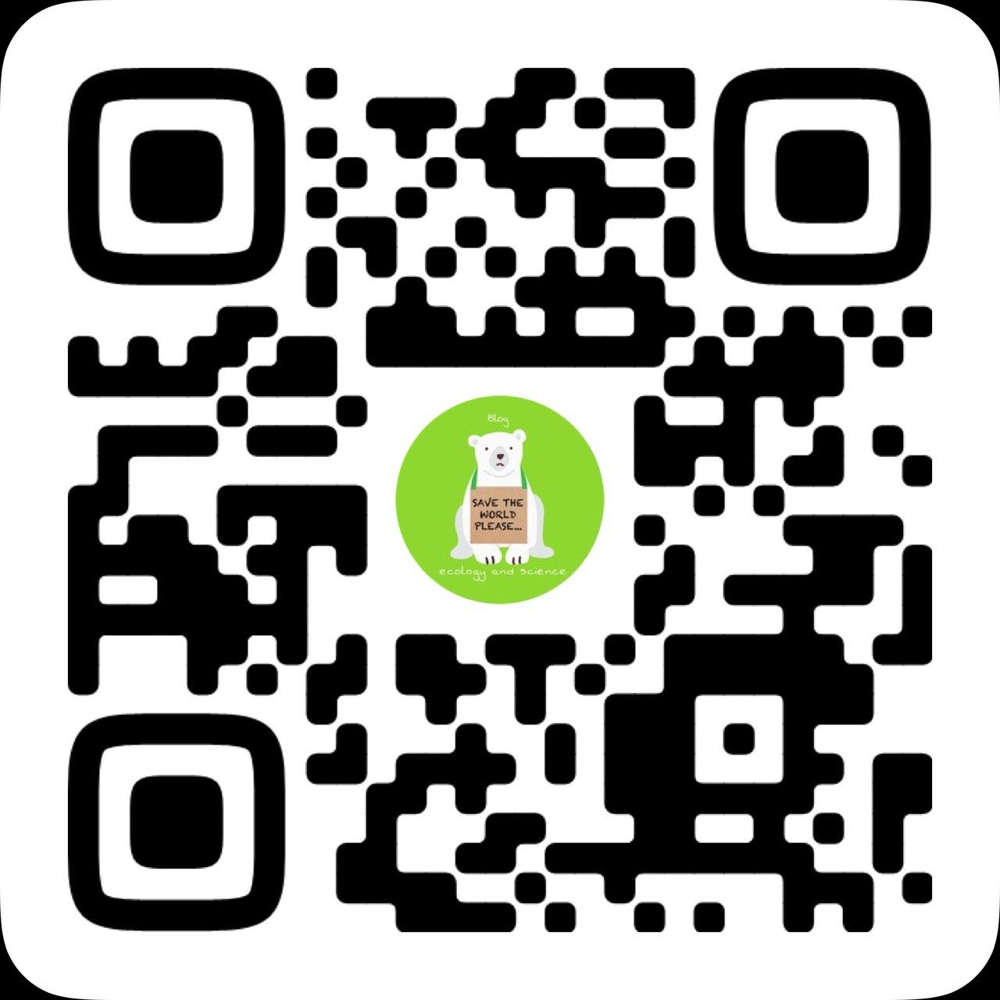 Blog
SAVE THE
WORLD
PLEASE...
ecology and science